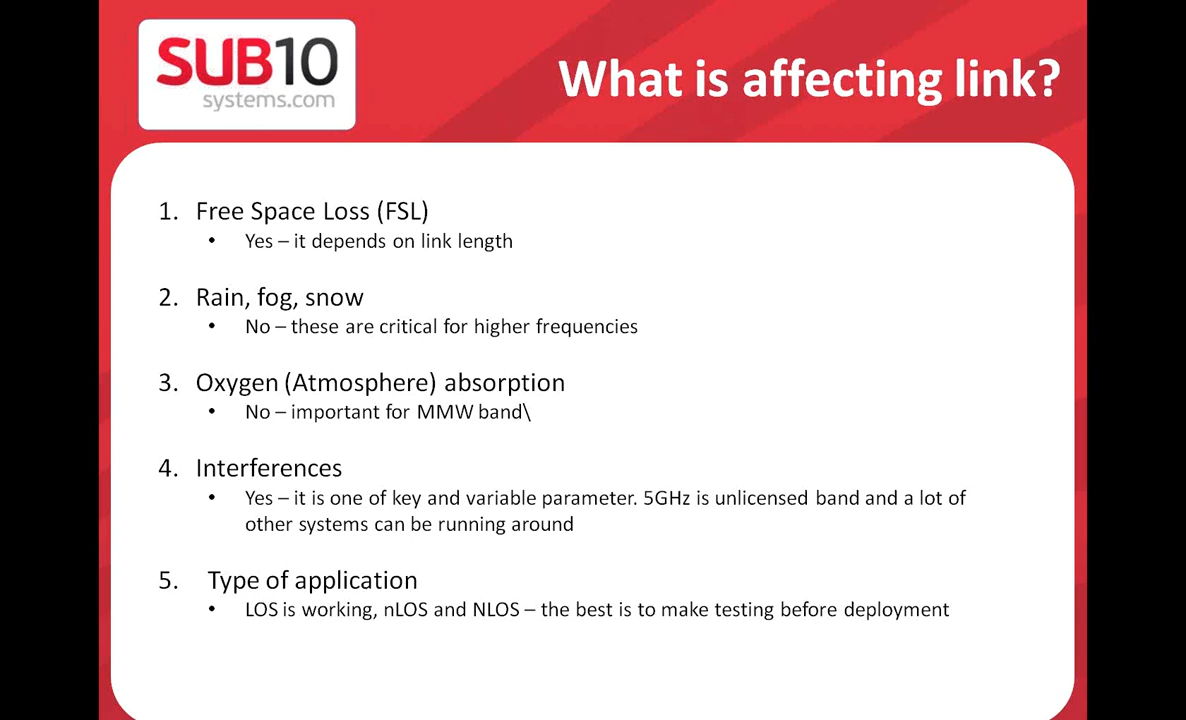 SUB10
systems.com
What is affecting link?
1. Free Space Loss (FSL)
• Yes – it depends on link length
2. Rain, fog, snow
• No – these are critical for higher frequencies
3. Oxygen (Atmosphere) absorption
• No – important for MMW band\
4. Interferences
• Yes – it is one of key and variable parameter. 5GHz is unlicensed band and a lot of
other systems can be running around
5. Type of application
• LOS is working, nLOS and NLOS – the best is to make testing before deployment